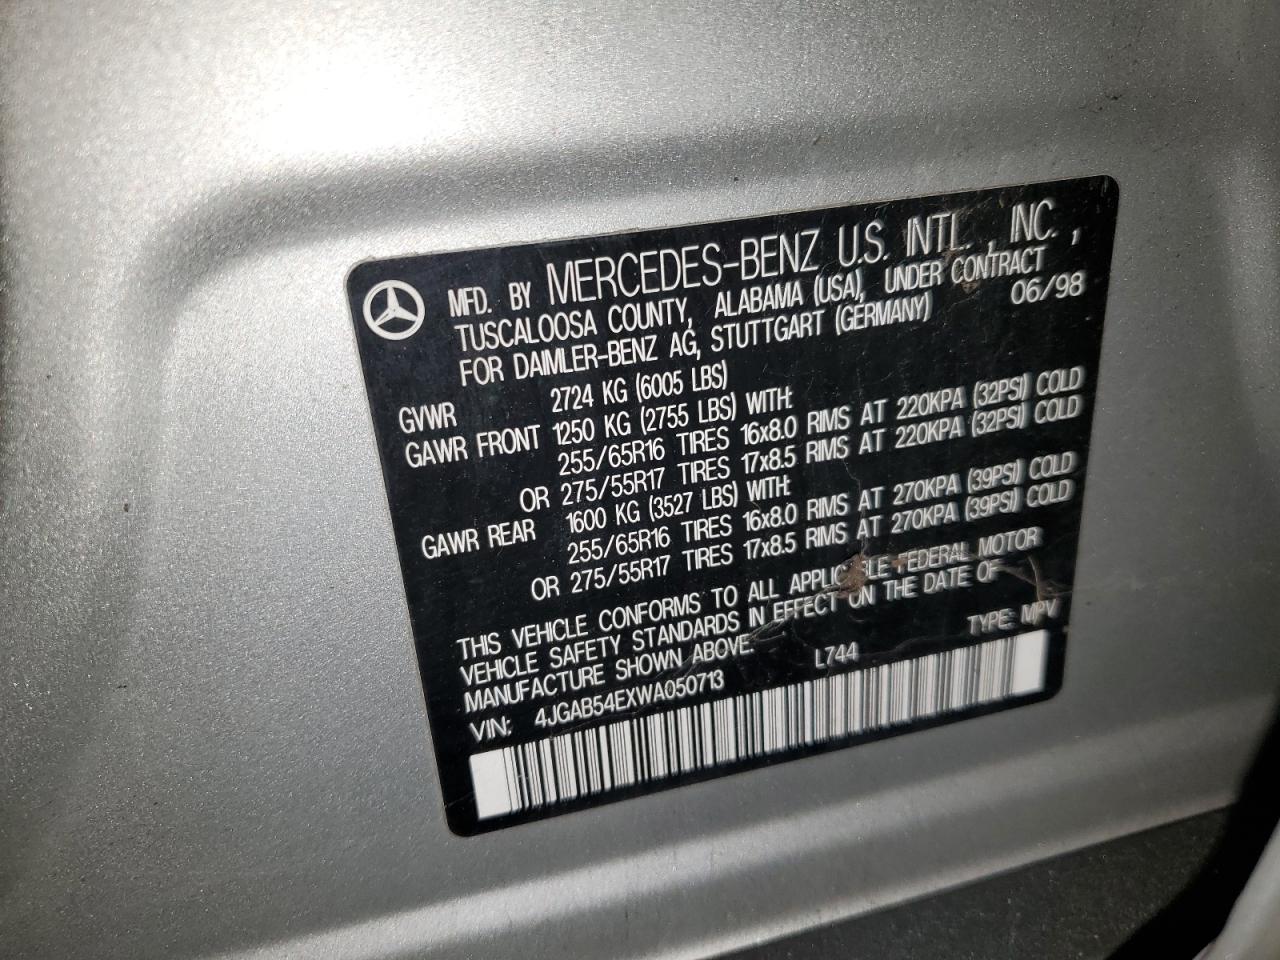 MFD. BY MERCEDES-BENZ U.S. INTL., INC.,
TUSCALOOSA COUNTY, ALABAMA (USA), UNDER CONTRACT
FOR DAIMLER-BENZ AG, STUTTGART (GERMANY) 06/98
GVWR 2724 KG (6005 LBS)
GAWR FRONT 1250 KG (2755 LBS) WITH:
255/65R16 TIRES 16x8.0 RIMS AT 220KPA (32PSI) COLD
OR 275/55R17 TIRES 17x8.5 RIMS AT 220KPA (32PSI) COLD
GAWR REAR 1600 KG (3527 LBS) WITH:
255/65R16 TIRES 16x8.0 RIMS AT 270KPA (39PSI) COLD
OR 275/55R17 TIRES 17x8.5 RIMS AT 270KPA (39PSI) COLD
THIS VEHICLE CONFORMS TO ALL APPLICABLE FEDERAL MOTOR
VEHICLE SAFETY STANDARDS IN EFFECT ON THE DATE OF
MANUFACTURE SHOWN ABOVE.
VIN: 4JGAB54EXWA050713 L744 TYPE: MPV